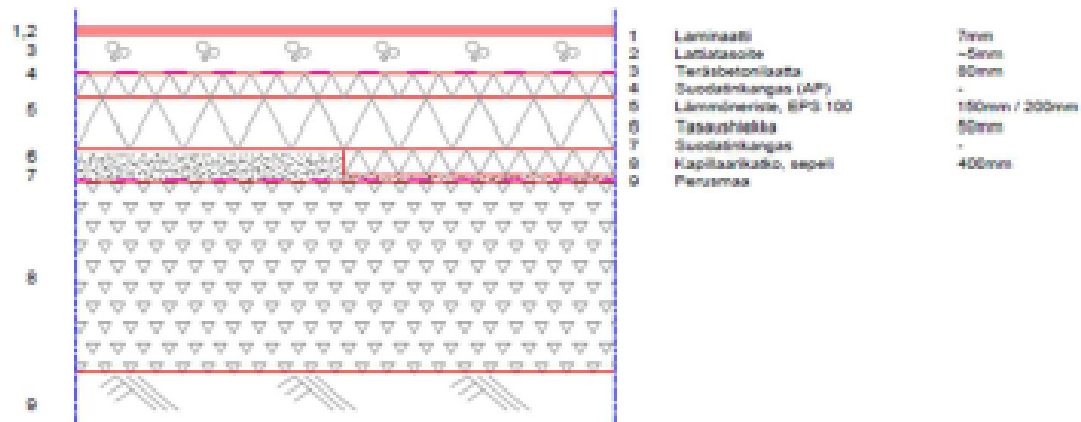 1,2
3
4
5
6
7
8
9
1 Laminaatti 7mm
2 Lattiatasoite ~5mm
3 Teräsbetonilaatta 80mm
4 Suodatinkangas (AP) -
5 Lämmöneriste, EPS 100 150mm / 200mm
6 Tasaushiekka 50mm
7 Suodatinkangas -
8 Kapillaarikatko, sepeli 400mm
9 Perusmaa